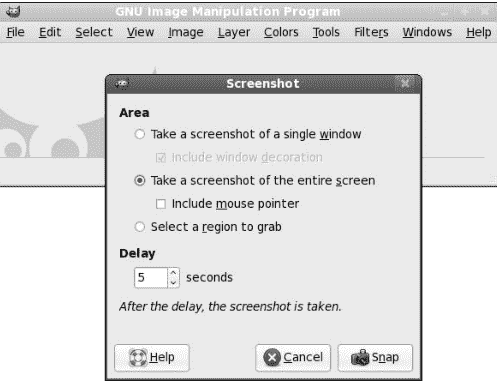 GNU Image Manipulation Program
File Edit Select View Image Layer Colors Tools Filters Windows Help
Screenshot
Area
Take a screenshot of a single window
Include window decoration
Take a screenshot of the entire screen
Include mouse pointer
Select a region to grab
Delay
5 seconds
After the delay, the screenshot is taken.
Help Cancel Snap